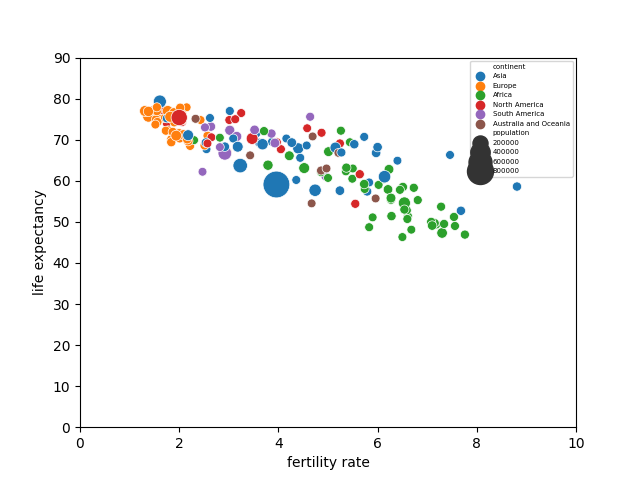 90
80
70
60
50
40
30
20
10
0
life expectancy
0 2 4 6 8 10
fertility rate
continent
Asia
Europe
Africa
North America
South America
Australia and Oceania
population
200000
400000
600000
800000